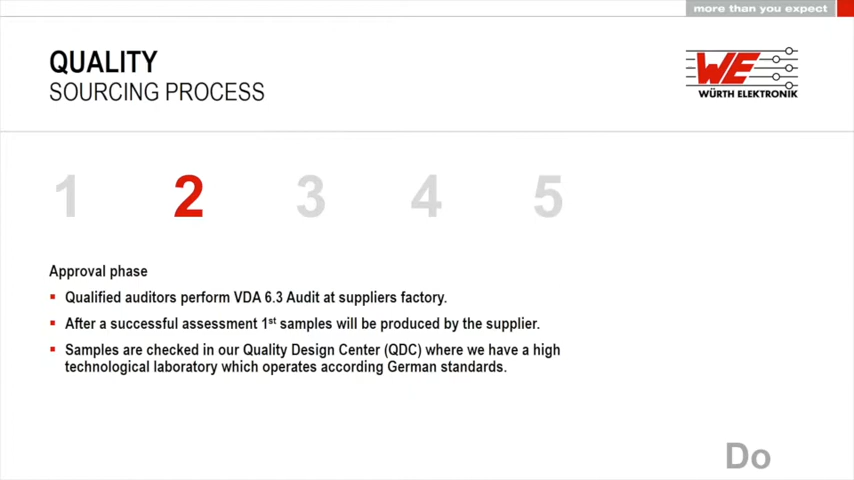 more than you expect
QUALITY
SOURCING PROCESS
WE
WÜRTH ELEKTRONIK
1 2 3 4 5
Approval phase
▪ Qualified auditors perform VDA 6.3 Audit at suppliers factory.
▪ After a successful assessment 1st samples will be produced by the supplier.
▪ Samples are checked in our Quality Design Center (QDC) where we have a high
technological laboratory which operates according German standards.
Do